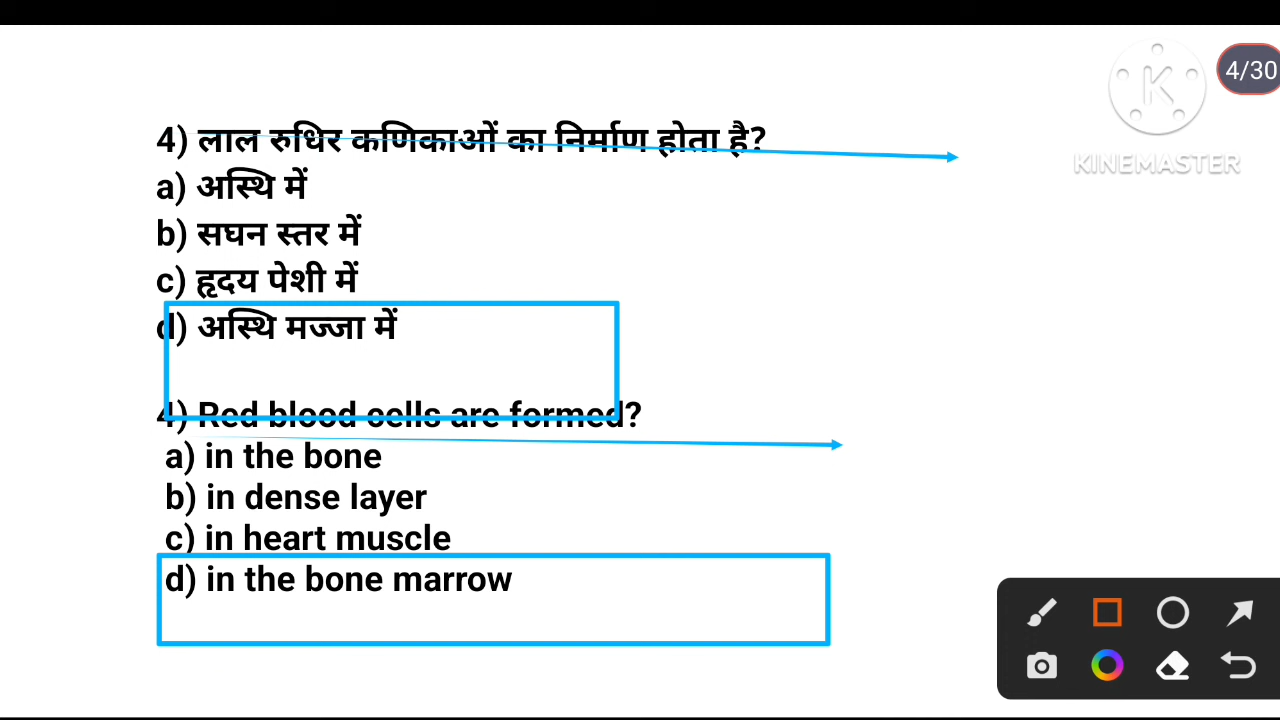 4/30
KINEMASTER
4) लाल रुधिर कणिकाओं का निर्माण होता है?
a) अस्थि में
b) सघन स्तर में
c) हृदय पेशी में
d) अस्थि मज्जा में
4) Red blood cells are formed?
a) in the bone
b) in dense layer
c) in heart muscle
d) in the bone marrow